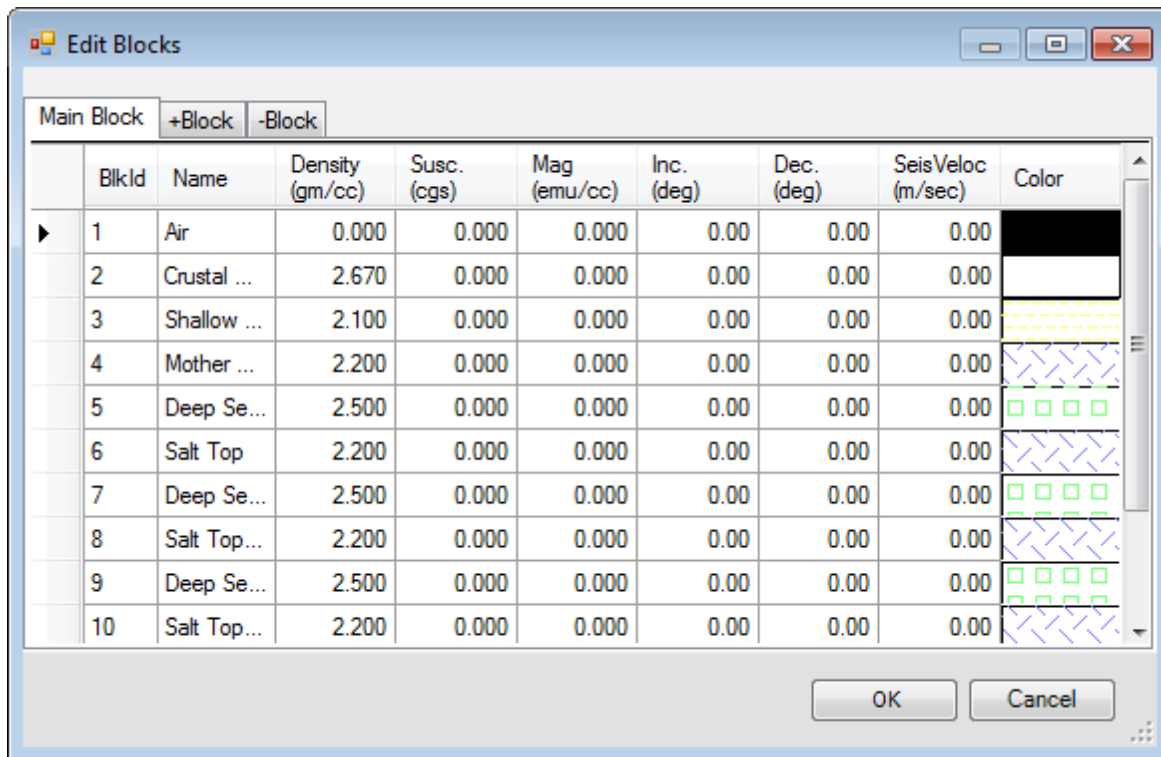 Edit Blocks
Main Block +Block -Block
BlkId Name Density (gm/cc) Susc. (cgs) Mag (emu/cc) Inc. (deg) Dec. (deg) SeisVeloc (m/sec) Color
1 Air 0.000 0.000 0.000 0.00 0.00 0.00
2 Crustal ... 2.670 0.000 0.000 0.00 0.00 0.00
3 Shallow ... 2.100 0.000 0.000 0.00 0.00 0.00
4 Mother ... 2.200 0.000 0.000 0.00 0.00 0.00
5 Deep Se... 2.500 0.000 0.000 0.00 0.00 0.00
6 Salt Top 2.200 0.000 0.000 0.00 0.00 0.00
7 Deep Se... 2.500 0.000 0.000 0.00 0.00 0.00
8 Salt Top... 2.200 0.000 0.000 0.00 0.00 0.00
9 Deep Se... 2.500 0.000 0.000 0.00 0.00 0.00
10 Salt Top... 2.200 0.000 0.000 0.00 0.00 0.00
OK Cancel